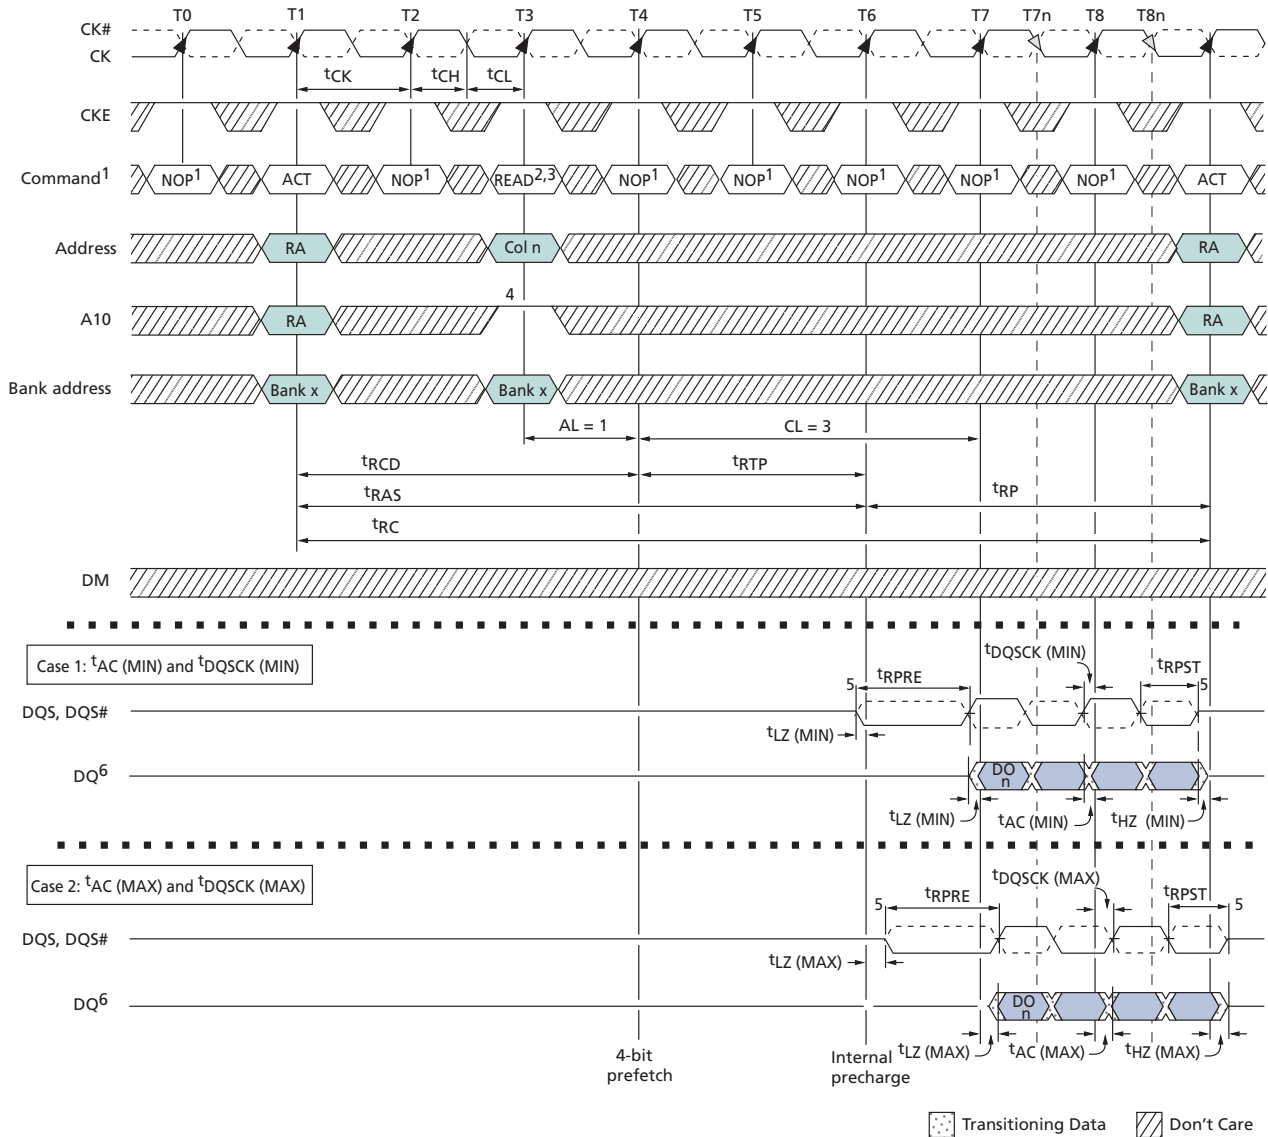 T0 T1 T2 T3 T4 T5 T6 T7 T7n T8 T8n
CK#
CK
tCK tCH tCL
CKE
Command1 NOP1 ACT NOP1 READ2,3 NOP1 NOP1 NOP1 NOP1 NOP1 ACT
Address RA Col n RA
4
A10 RA RA
Bank address Bank x Bank x Bank x
AL = 1 CL = 3
tRCD tRTP
tRAS tRP
tRC
DM
Case 1: tAC (MIN) and tDQSCK (MIN)
tDQSCK (MIN)
5 tRPRE tRPST 5
DQS, DQS#
tLZ (MIN)
DQ6 DO
n
tLZ (MIN) tAC (MIN) tHZ (MIN)
Case 2: tAC (MAX) and tDQSCK (MAX)
tDQSCK (MAX)
5 tRPRE tRPST 5
DQS, DQS#
tLZ (MAX)
DQ6 DO
n
tLZ (MAX) tAC (MAX) tHZ (MAX)
4-bit
prefetch
Internal
precharge
Transitioning Data Don't Care